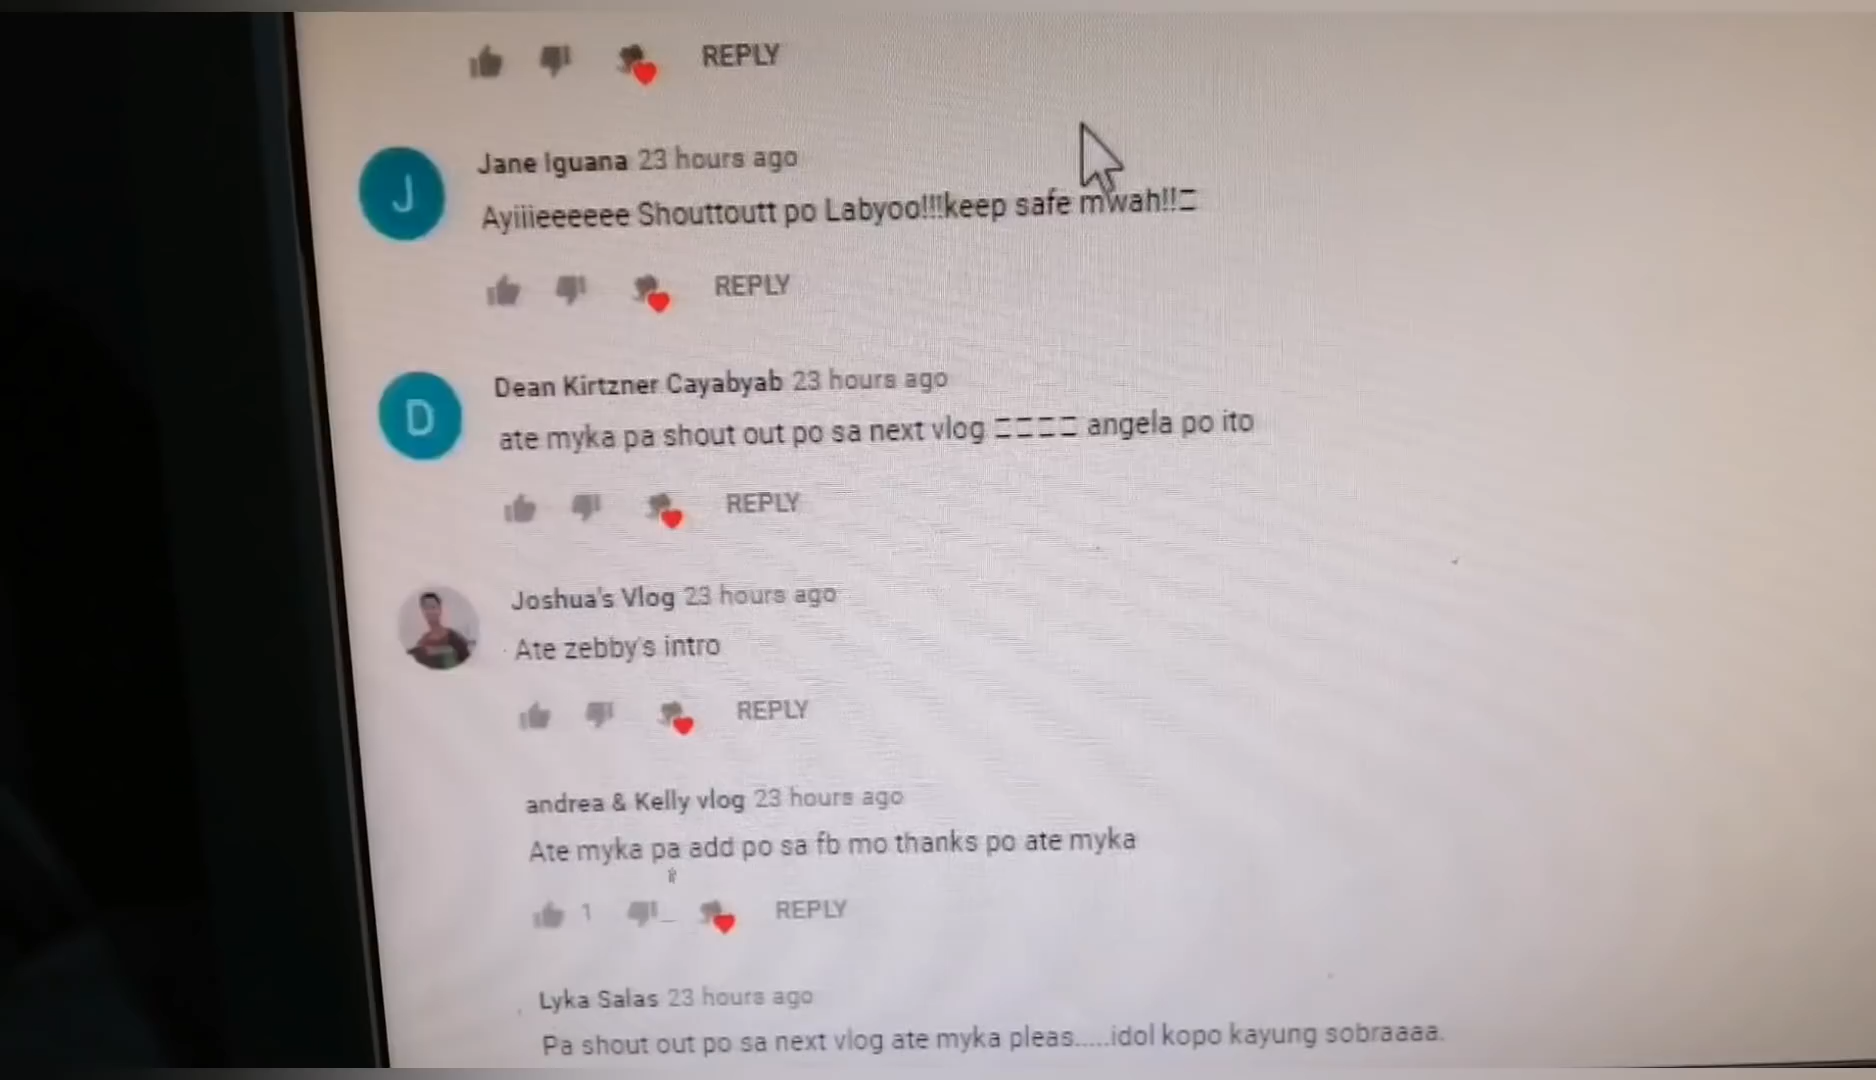 REPLY
J
Jane Iguana 23 hours ago
Ayiiieeeeee Shouttoutt po Labyoo!!!keep safe mwah!!
REPLY
D
Dean Kirtzner Cayabyab 23 hours ago
ate myka pa shout out po sa next vlog angela po ito
REPLY
Joshua's Vlog 23 hours ago
Ate zebby's intro
REPLY
andrea & Kelly vlog 23 hours ago
Ate myka pa add po sa fb mo thanks po ate myka
1 REPLY
Lyka Salas 23 hours ago
Pa shout out po sa next vlog ate myka pleas.....idol kopo kayung sobraaaa.